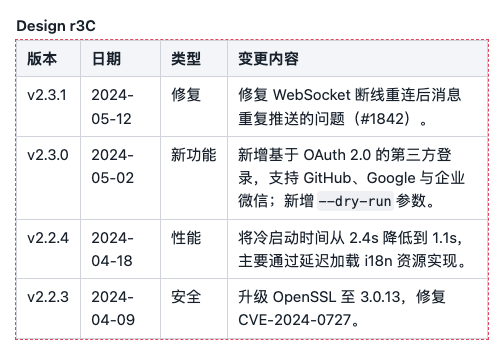 Design r3C
版本 日期 类型 变更内容
v2.3.1 2024-05-12 修复 修复 WebSocket 断线重连后消息
重复推送的问题（#1842）。
v2.3.0 2024-05-02 新功能 新增基于 OAuth 2.0 的第三方登
录，支持 GitHub、Google 与企业
微信；新增 --dry-run 参数。
v2.2.4 2024-04-18 性能 将冷启动时间从 2.4s 降低到 1.1s，
主要通过延迟加载 i18n 资源实现。
v2.2.3 2024-04-09 安全 升级 OpenSSL 至 3.0.13，修复
CVE-2024-0727。